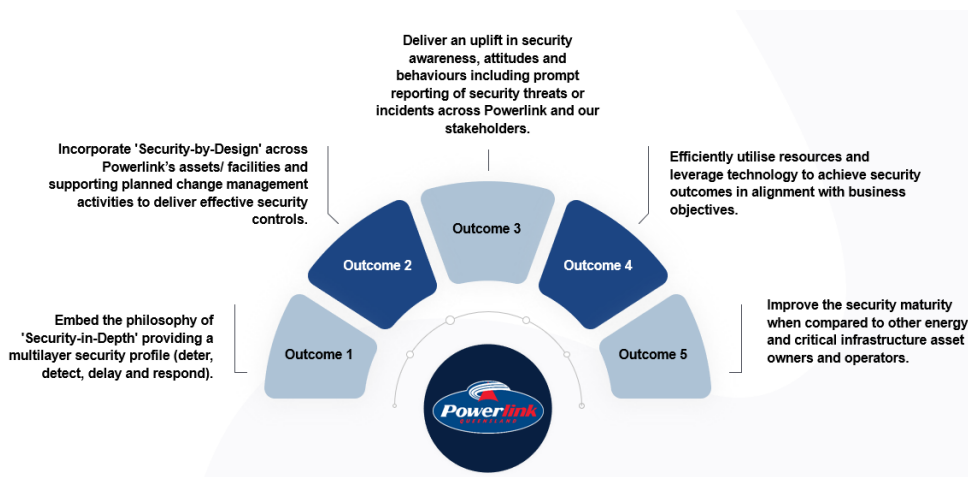 Deliver an uplift in security
awareness, attitudes and
behaviours including prompt
reporting of security threats or
incidents across Powerlink and our
stakeholders.
Incorporate 'Security-by-Design' across
Powerlink’s assets/ facilities and
supporting planned change management
activities to deliver effective security
controls.
Efficiently utilise resources and
leverage technology to achieve security
outcomes in alignment with business
objectives.
Outcome 3
Outcome 2
Outcome 4
Embed the philosophy of
'Security-in-Depth' providing a
multilayer security profile (deter,
detect, delay and respond).
Outcome 1
Outcome 5
Improve the security maturity
when compared to other energy
and critical infrastructure asset
owners and operators.
Powerlink
QUEENSLAND